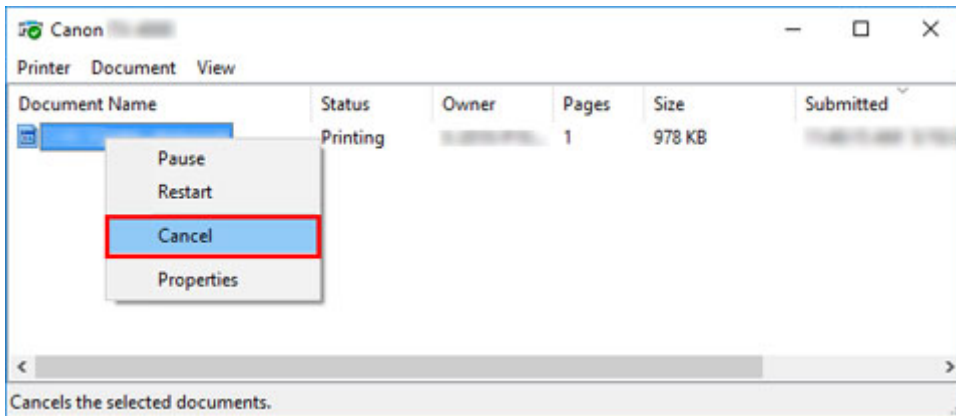 Canon
Printer Document View
Document Name Status Owner Pages Size Submitted
Printing 1 978 KB
Pause
Restart
Cancel
Properties
Cancels the selected documents.